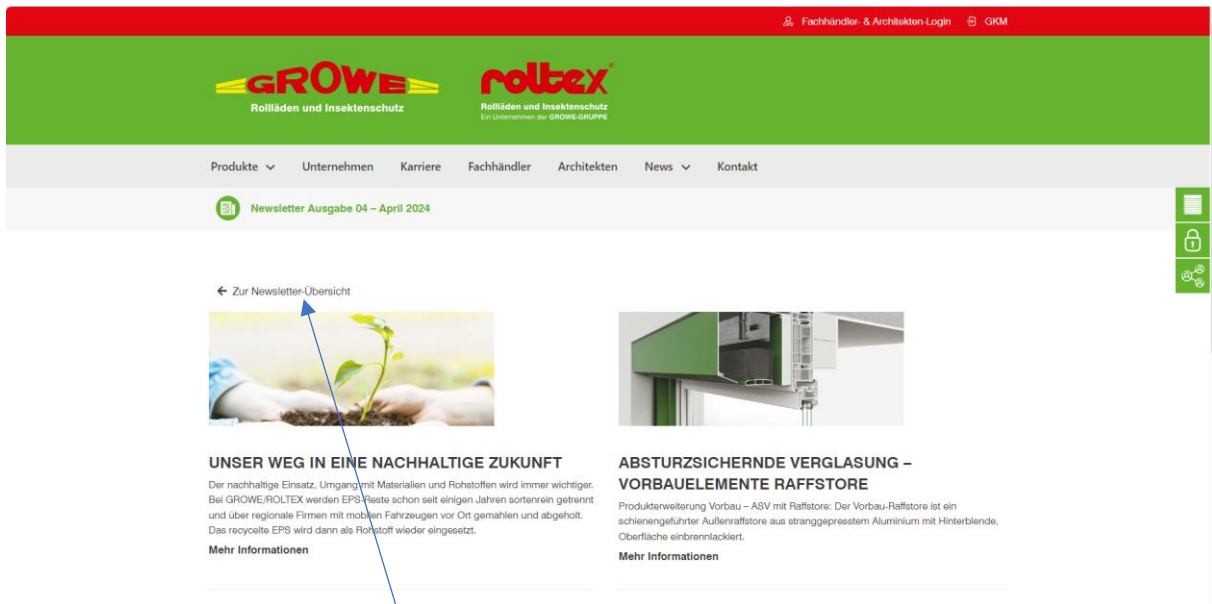 Fachhändler- & Architekten-Login GKM
GROWE
Rollläden und Insektenschutz
roltex®
Rollläden und Insektenschutz
Ein Unternehmen der GROWE-GRUPPE
Produkte Unternehmen Karriere Fachhändler Architekten News Kontakt
Newsletter Ausgabe 04 – April 2024
← Zur Newsletter-Übersicht
UNSER WEG IN EINE NACHHALTIGE ZUKUNFT
Der nachhaltige Einsatz, Umgang mit Materialien und Rohstoffen wird immer wichtiger.
Bei GROWE/ROLTEX werden EPS-Reste schon seit einigen Jahren sortenrein getrennt
und über regionale Firmen mit mobilen Fahrzeugen vor Ort gemahlen und abgeholt.
Das recycelte EPS wird dann als Rohstoff wieder eingesetzt.
Mehr Informationen
ABSTURZSICHERNDE VERGLASUNG –
VORBAUELEMENTE RAFFSTORE
Produkterweiterung Vorbau – ASV mit Raffstore: Der Vorbau-Raffstore ist ein
schienengeführter Außenraffstore aus stranggepresstem Aluminium mit Hinterblende,
Oberfläche einbrennlackiert.
Mehr Informationen